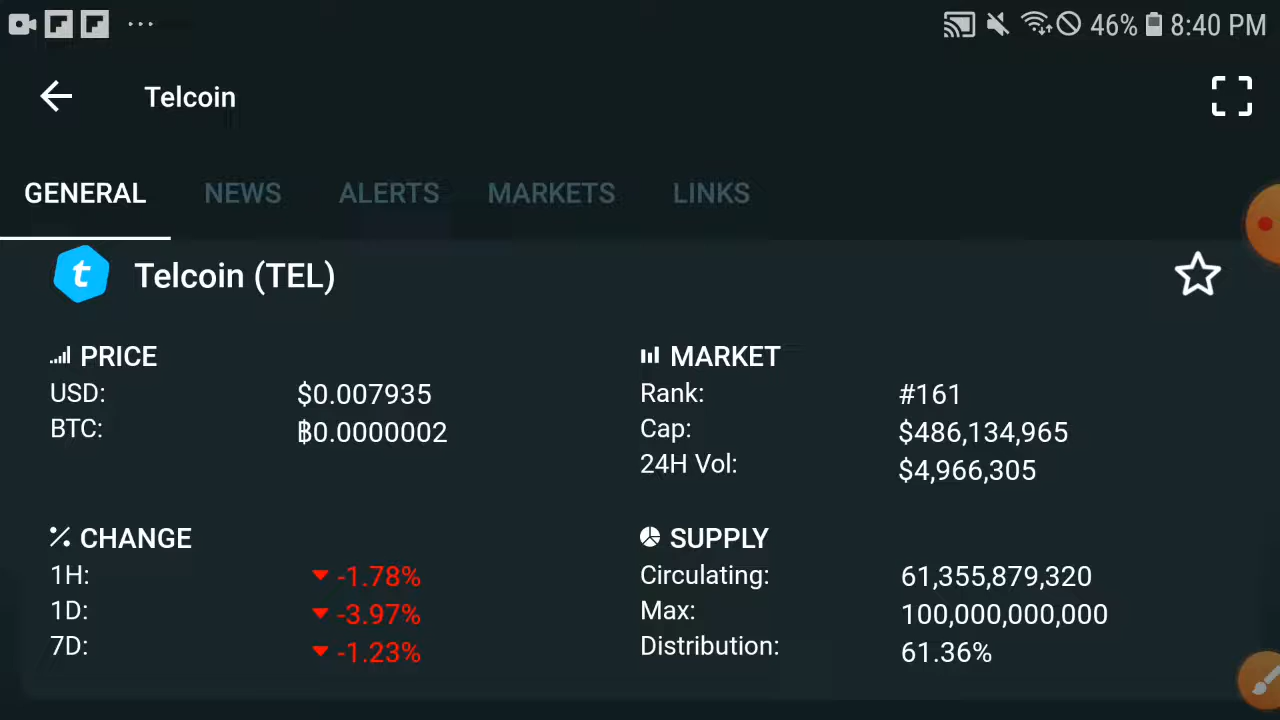 46% 8:40 PM
Telcoin
GENERAL NEWS ALERTS MARKETS LINKS
t Telcoin (TEL)
PRICE
USD: $0.007935
BTC: ฿0.0000002
MARKET
Rank: #161
Cap: $486,134,965
24H Vol: $4,966,305
CHANGE
1H: -1.78%
1D: -3.97%
7D: -1.23%
SUPPLY
Circulating: 61,355,879,320
Max: 100,000,000,000
Distribution: 61.36%